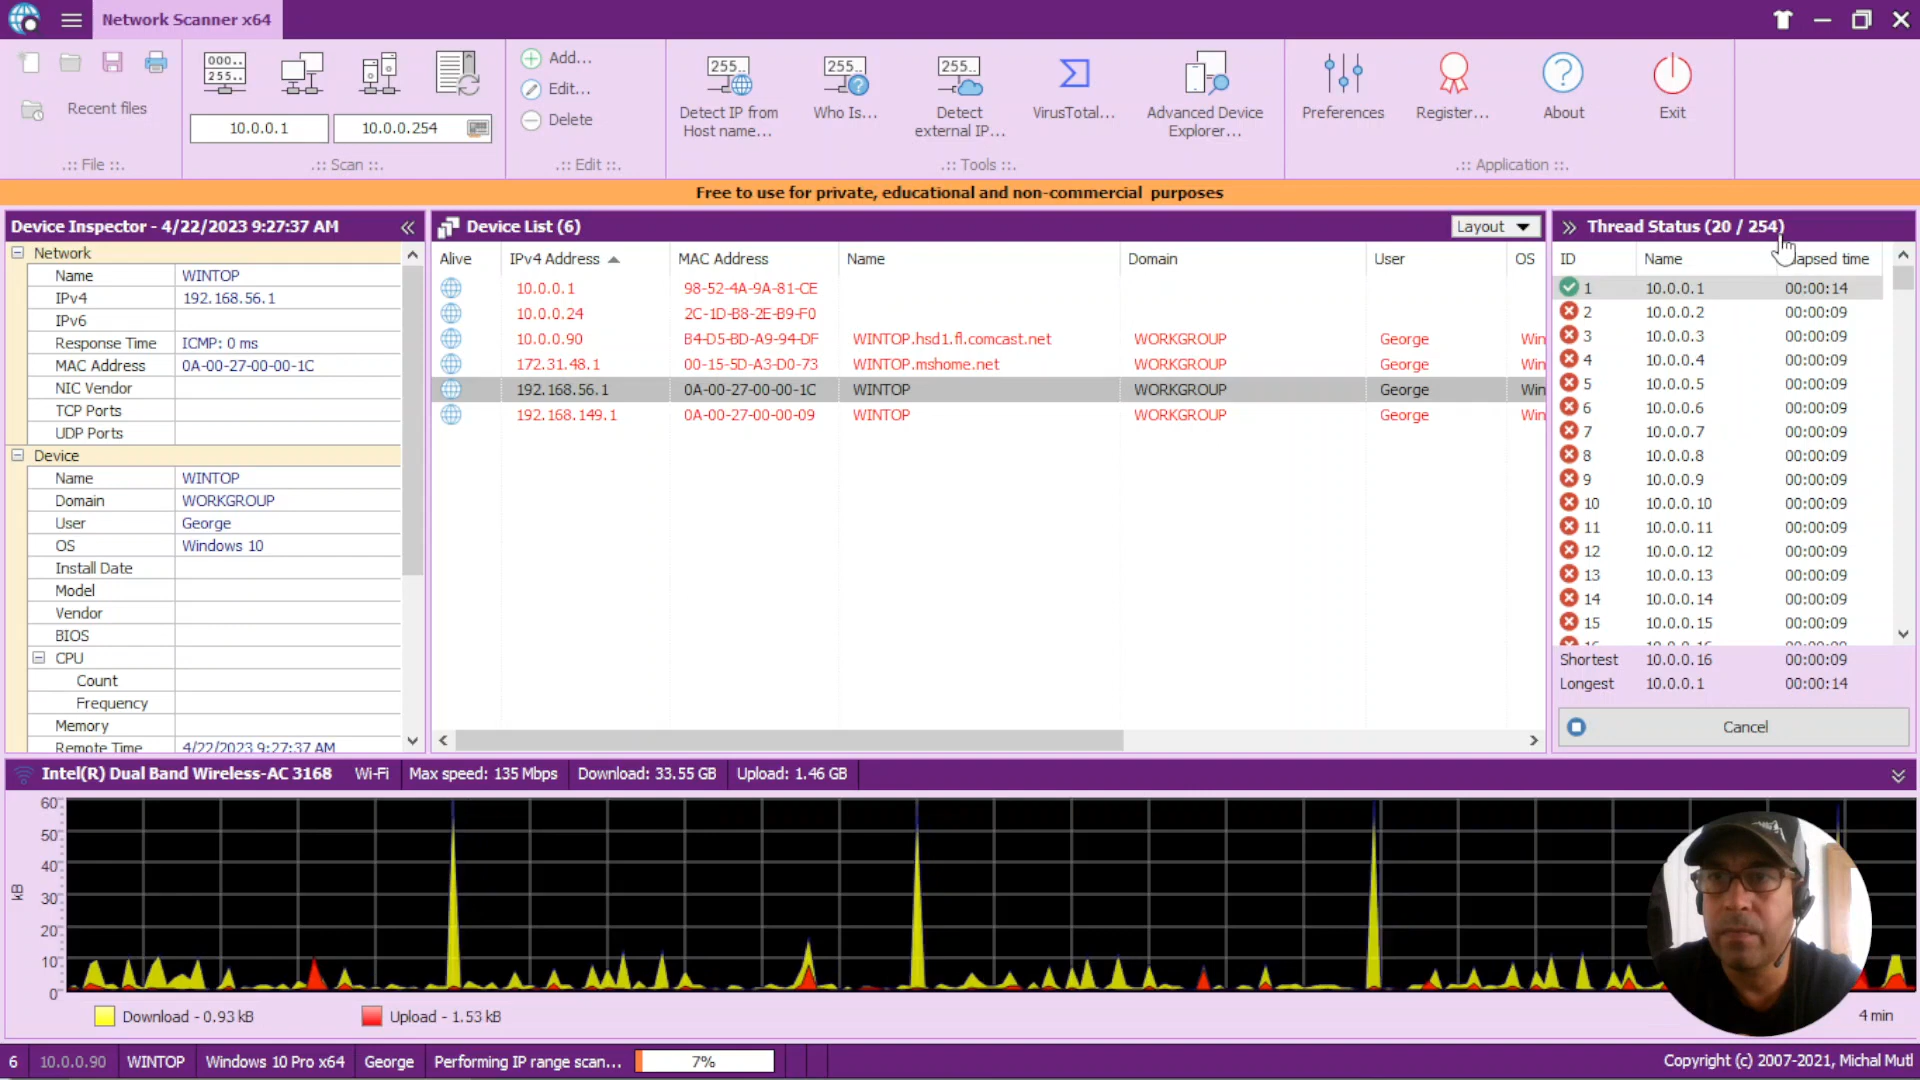 Network Scanner x64
Recent files
.:: File ::.
000..
255..
10.0.0.1
10.0.0.254
.:: Scan ::.
Add...
Edit...
Delete
.:: Edit ::.
255..
Detect IP from
Host name...
255..
Who Is...
255..
Detect
external IP...
VirusTotal...
Advanced Device
Explorer...
.:: Tools ::.
Preferences
Register...
About
Exit
.:: Application ::.
Free to use for private, educational and non-commercial purposes
Device Inspector - 4/22/2023 9:27:37 AM
Network
Name WINTOP
IPv4 192.168.56.1
IPv6
Response Time ICMP: 0 ms
MAC Address 0A-00-27-00-00-1C
NIC Vendor
TCP Ports
UDP Ports
Device
Name WINTOP
Domain WORKGROUP
User George
OS Windows 10
Install Date
Model
Vendor
BIOS
CPU
Count
Frequency
Memory
Remote Time 4/22/2023 9:27:37 AM
Device List (6)
Layout
Alive IPv4 Address MAC Address Name Domain User OS
10.0.0.1 98-52-4A-9A-81-CE
10.0.0.24 2C-1D-B8-2E-B9-F0
10.0.0.90 B4-D5-BD-A9-94-DF WINTOP.hsd1.fl.comcast.net WORKGROUP George Win
172.31.48.1 00-15-5D-A3-D0-73 WINTOP.mshome.net WORKGROUP George Win
192.168.56.1 0A-00-27-00-00-1C WINTOP WORKGROUP George Win
192.168.149.1 0A-00-27-00-00-09 WINTOP WORKGROUP George Win
Thread Status (20 / 254)
ID Name lapsed time
1 10.0.0.1 00:00:14
2 10.0.0.2 00:00:09
3 10.0.0.3 00:00:09
4 10.0.0.4 00:00:09
5 10.0.0.5 00:00:09
6 10.0.0.6 00:00:09
7 10.0.0.7 00:00:09
8 10.0.0.8 00:00:09
9 10.0.0.9 00:00:09
10 10.0.0.10 00:00:09
11 10.0.0.11 00:00:09
12 10.0.0.12 00:00:09
13 10.0.0.13 00:00:09
14 10.0.0.14 00:00:09
15 10.0.0.15 00:00:09
Shortest 10.0.0.16 00:00:09
Longest 10.0.0.1 00:00:14
Cancel
Intel(R) Dual Band Wireless-AC 3168 Wi-Fi Max speed: 135 Mbps Download: 33.55 GB Upload: 1.46 GB
60
50
40
30
20
10
0
kB
Download - 0.93 kB
Upload - 1.53 kB
4 min
6 10.0.0.90 WINTOP Windows 10 Pro x64 George Performing IP range scan... 7%
Copyright (c) 2007-2021, Michal Mutl